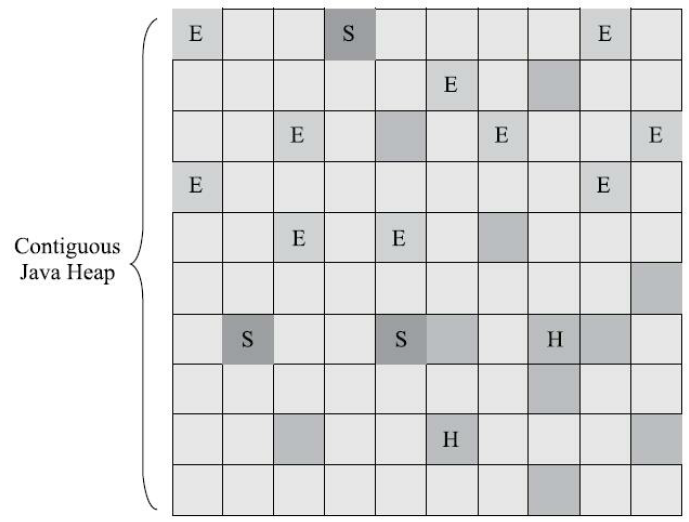 E S E
E
E E E
E E
E E
Contiguous
Java Heap
S S H
H